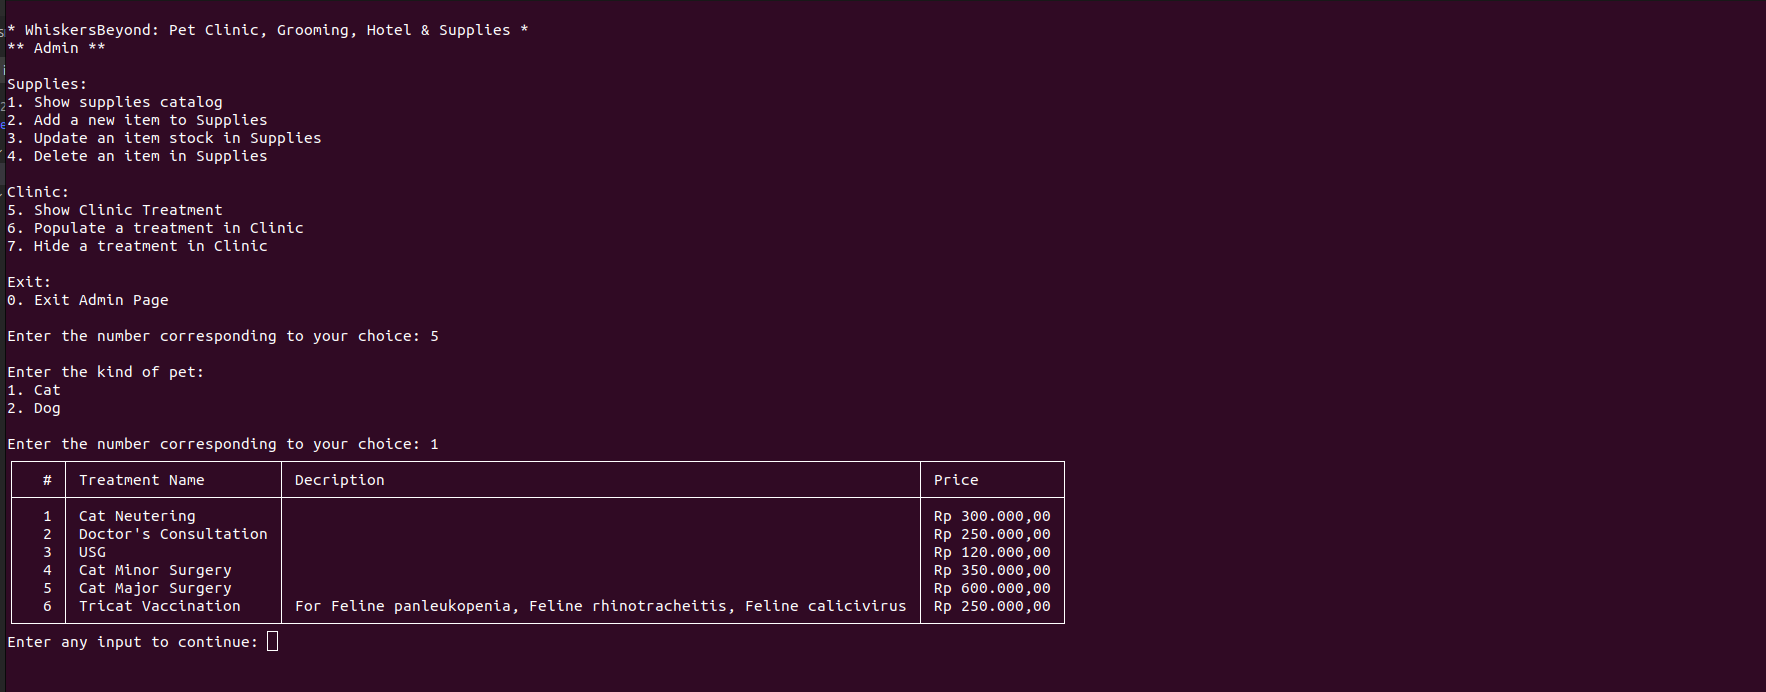 * WhiskersBeyond: Pet Clinic, Grooming, Hotel & Supplies *
** Admin **
Supplies:
1. Show supplies catalog
2. Add a new item to Supplies
3. Update an item stock in Supplies
4. Delete an item in Supplies
Clinic:
5. Show Clinic Treatment
6. Populate a treatment in Clinic
7. Hide a treatment in Clinic
Exit:
0. Exit Admin Page
Enter the number corresponding to your choice: 5
Enter the kind of pet:
1. Cat
2. Dog
Enter the number corresponding to your choice: 1
# Treatment Name Decription Price
1 Cat Neutering Rp 300.000,00
2 Doctor's Consultation Rp 250.000,00
3 USG Rp 120.000,00
4 Cat Minor Surgery Rp 350.000,00
5 Cat Major Surgery Rp 600.000,00
6 Tricat Vaccination For Feline panleukopenia, Feline rhinotracheitis, Feline calicivirus Rp 250.000,00
Enter any input to continue: